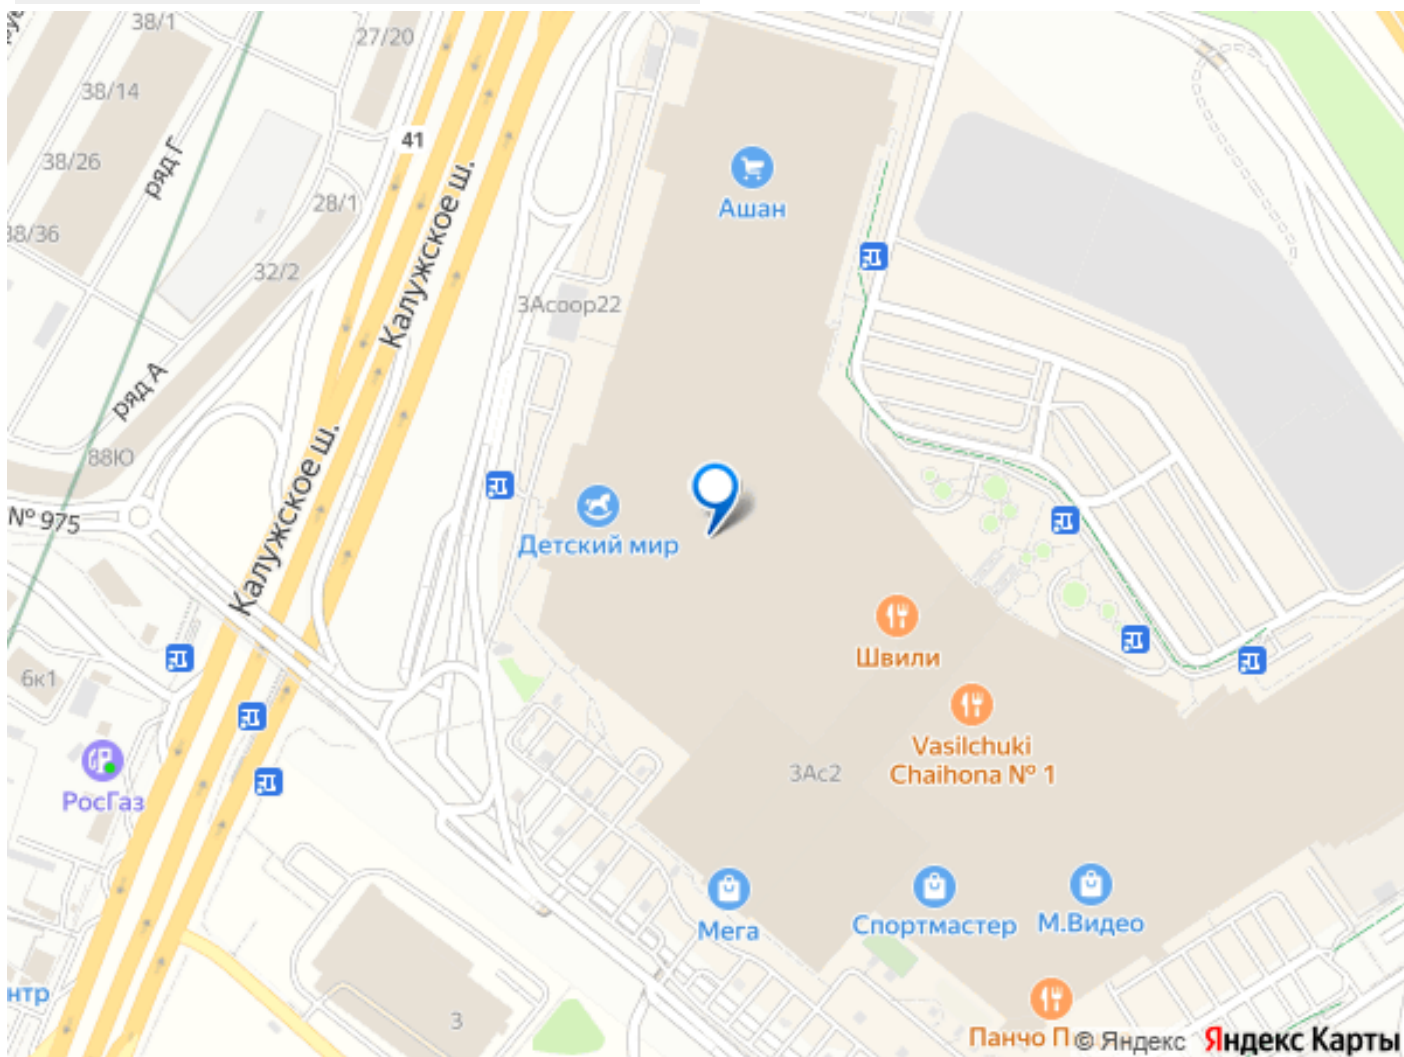 38/1
27/20
38/14
41
38/26
ряд Г
Калужское ш.
Ашан
28/1
38/36
32/2
3Асоор22
ряд А
88Ю
Калужское ш.
№ 975
Детский мир
Швили
6к1
Vasilchuki
Chaihona № 1
РосГаз
3Ас2
Мега
Спортмастер
М.Видео
нтр
3
Панчо П
© Яндекс
Яндекс Карты